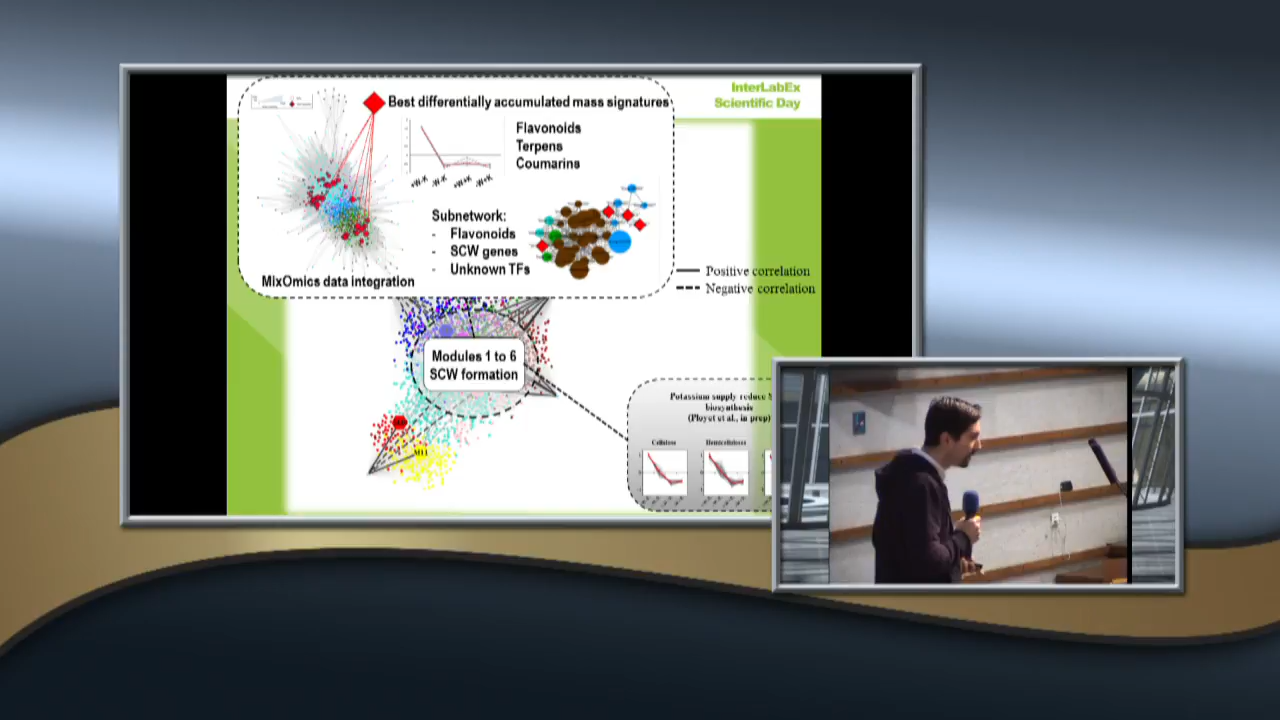 InterLabEx
Scientific Day
Best differentially accumulated mass signatures
Flavonoids
Terpens
Coumarins
Subnetwork:
- Flavonoids
- SCW genes
- Unknown TFs
MixOmics data integration
Positive correlation
Negative correlation
Modules 1 to 6
SCW formation
M11
Potassium supply reduce
biosynthesis
(Ployet et al., in prep)
Cellulose
Hemicelluloses